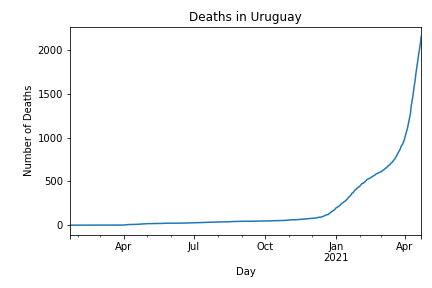 Deaths in Uruguay
Number of Deaths
2000
1500
1000
500
0
Apr
Jul
Oct
Jan
2021
Apr
Day